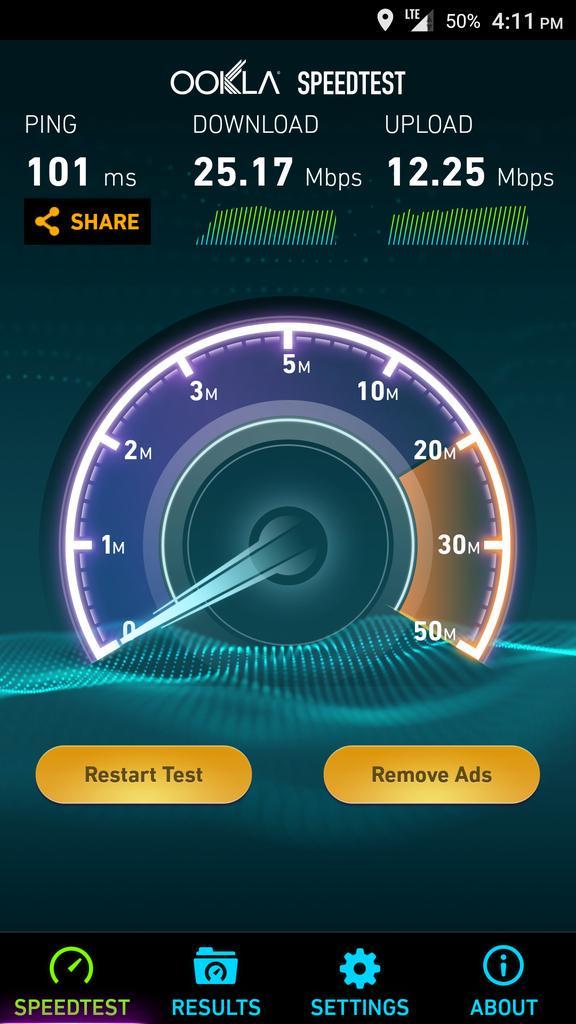 LTE 50% 4:11 PM
OOKLA SPEEDTEST
PING DOWNLOAD UPLOAD
101 ms 25.17 Mbps 12.25 Mbps
SHARE
5M
3M 10M
2M 20M
1M 30M
0 50M
Restart Test Remove Ads
SPEEDTEST RESULTS SETTINGS ABOUT